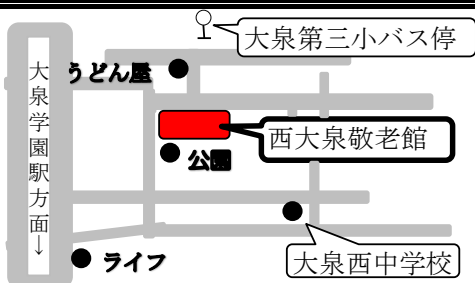 大泉第三小バス停
うどん屋
大泉学園駅方面↓
西大泉敬老館
公園
大泉西中学校
ライフ